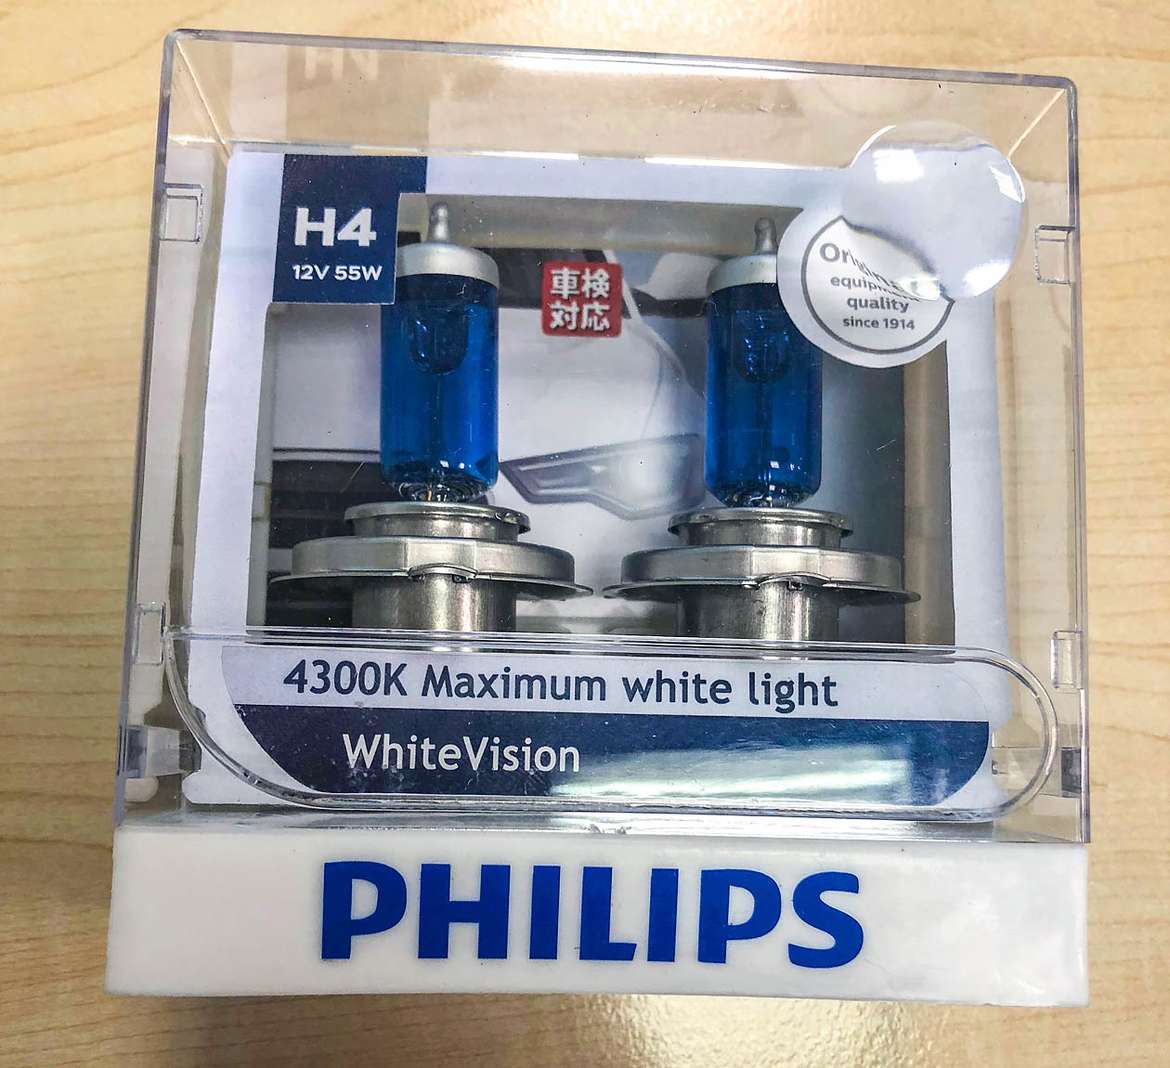 H4
12V 55W
車検
対応
equipment
quality
since 1914
4300K Maximum white light
WhiteVision
PHILIPS